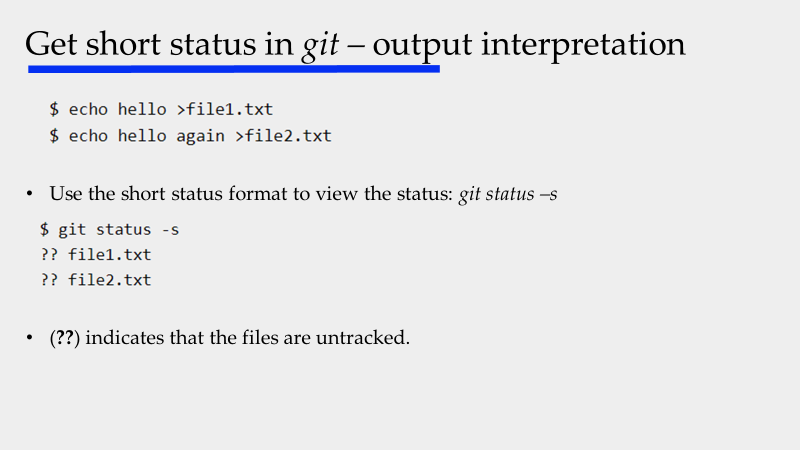 Get short status in git – output interpretation
$ echo hello >file1.txt
$ echo hello again >file2.txt
• Use the short status format to view the status: git status –s
$ git status -s
?? file1.txt
?? file2.txt
• (??) indicates that the files are untracked.